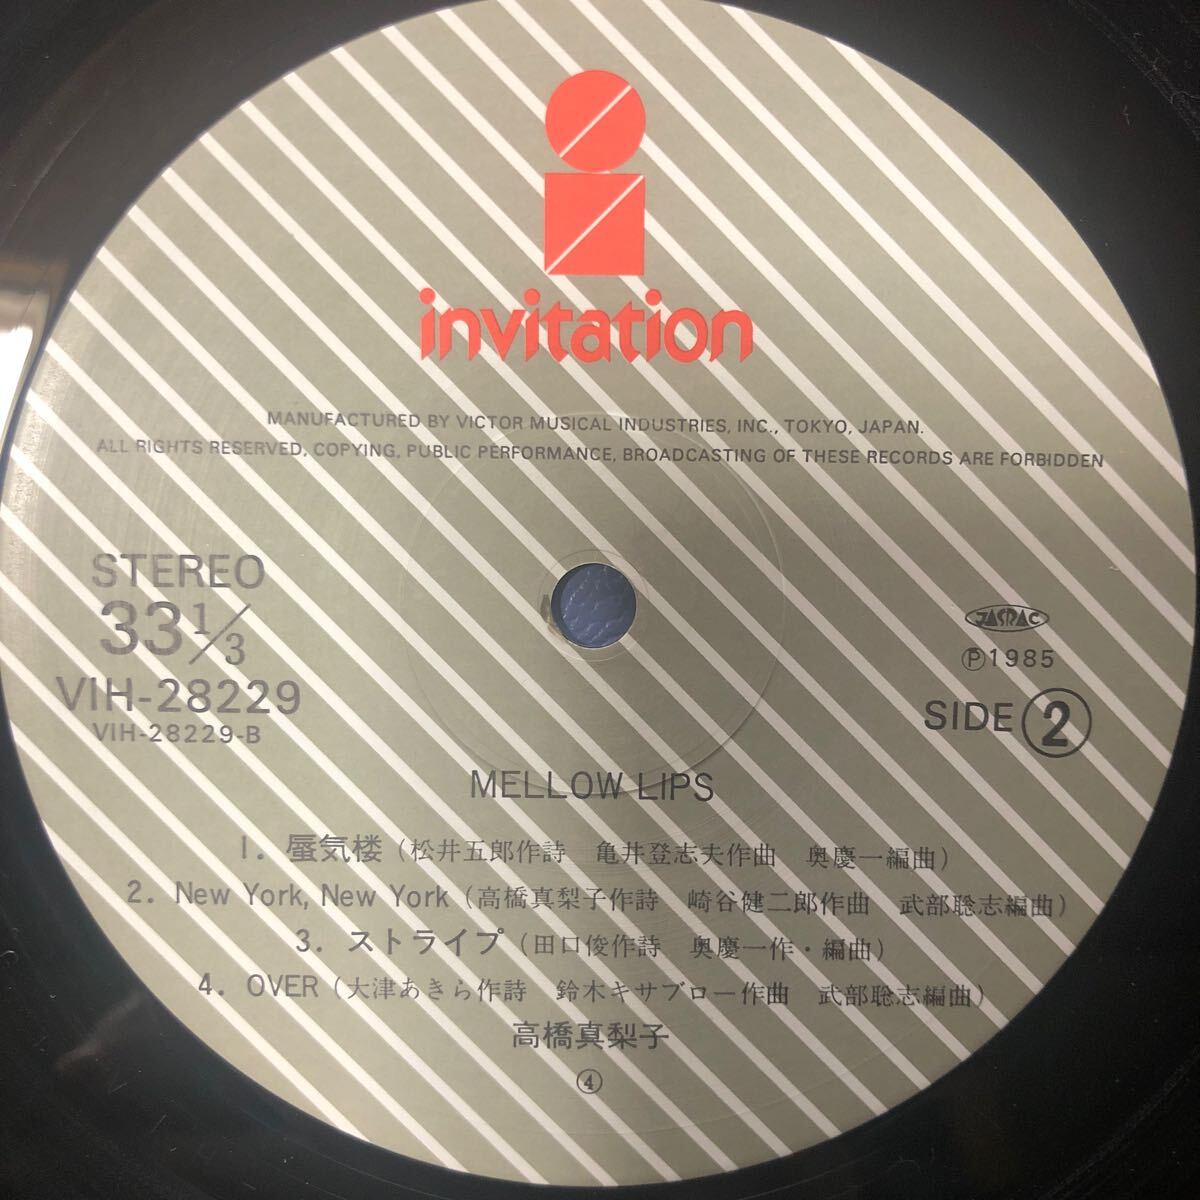 invitation
MANUFACTURED BY VICTOR MUSICAL INDUSTRIES, INC., TOKYO, JAPAN.
ALL RIGHTS RESERVED, COPYING, PUBLIC PERFORMANCE, BROADCASTING OF THESE RECORDS ARE FORBIDDEN
STEREO
33 1/3
VIH-28229
VIH-28229-B
JASRAC
Ⓟ1985
SIDE ②
MELLOW LIPS
1. 蜃気楼 (松井五郎作詩 亀井登志夫作曲 奥慶一編曲)
2. New York, New York (高橋真梨子作詩 崎谷健二郎作曲 武部聡志編曲)
3. ストライプ (田口俊作詩 奥慶一作・編曲)
4. OVER (大津あきら作詩 鈴木キサブロー作曲 武部聡志編曲)
高橋真梨子
④